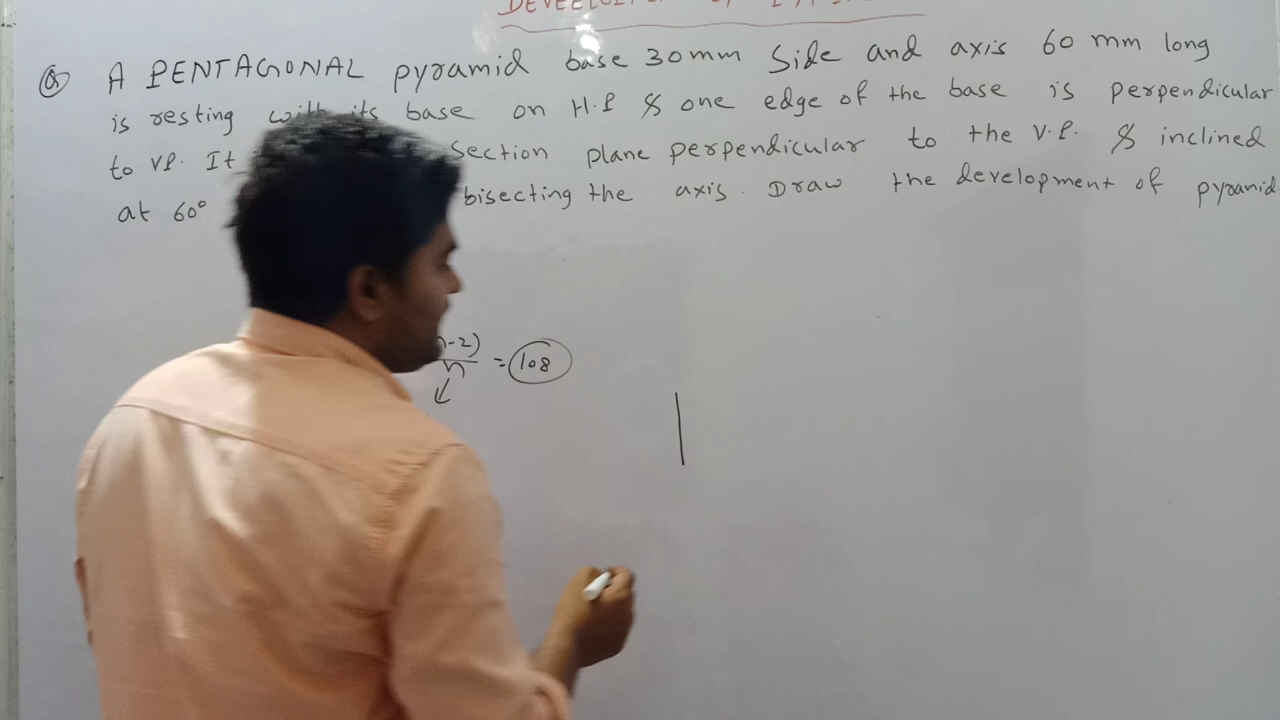 Ⓠ A PENTAGONAL pyramid base 30mm Side and axis 60 mm long
is resting with its base on H.P & one edge of the base is perpendicular
to VP. It section plane perpendicular to the V.P. & inclined
at 60° bisecting the axis. Draw the development of pyramid
-2)
n = 108